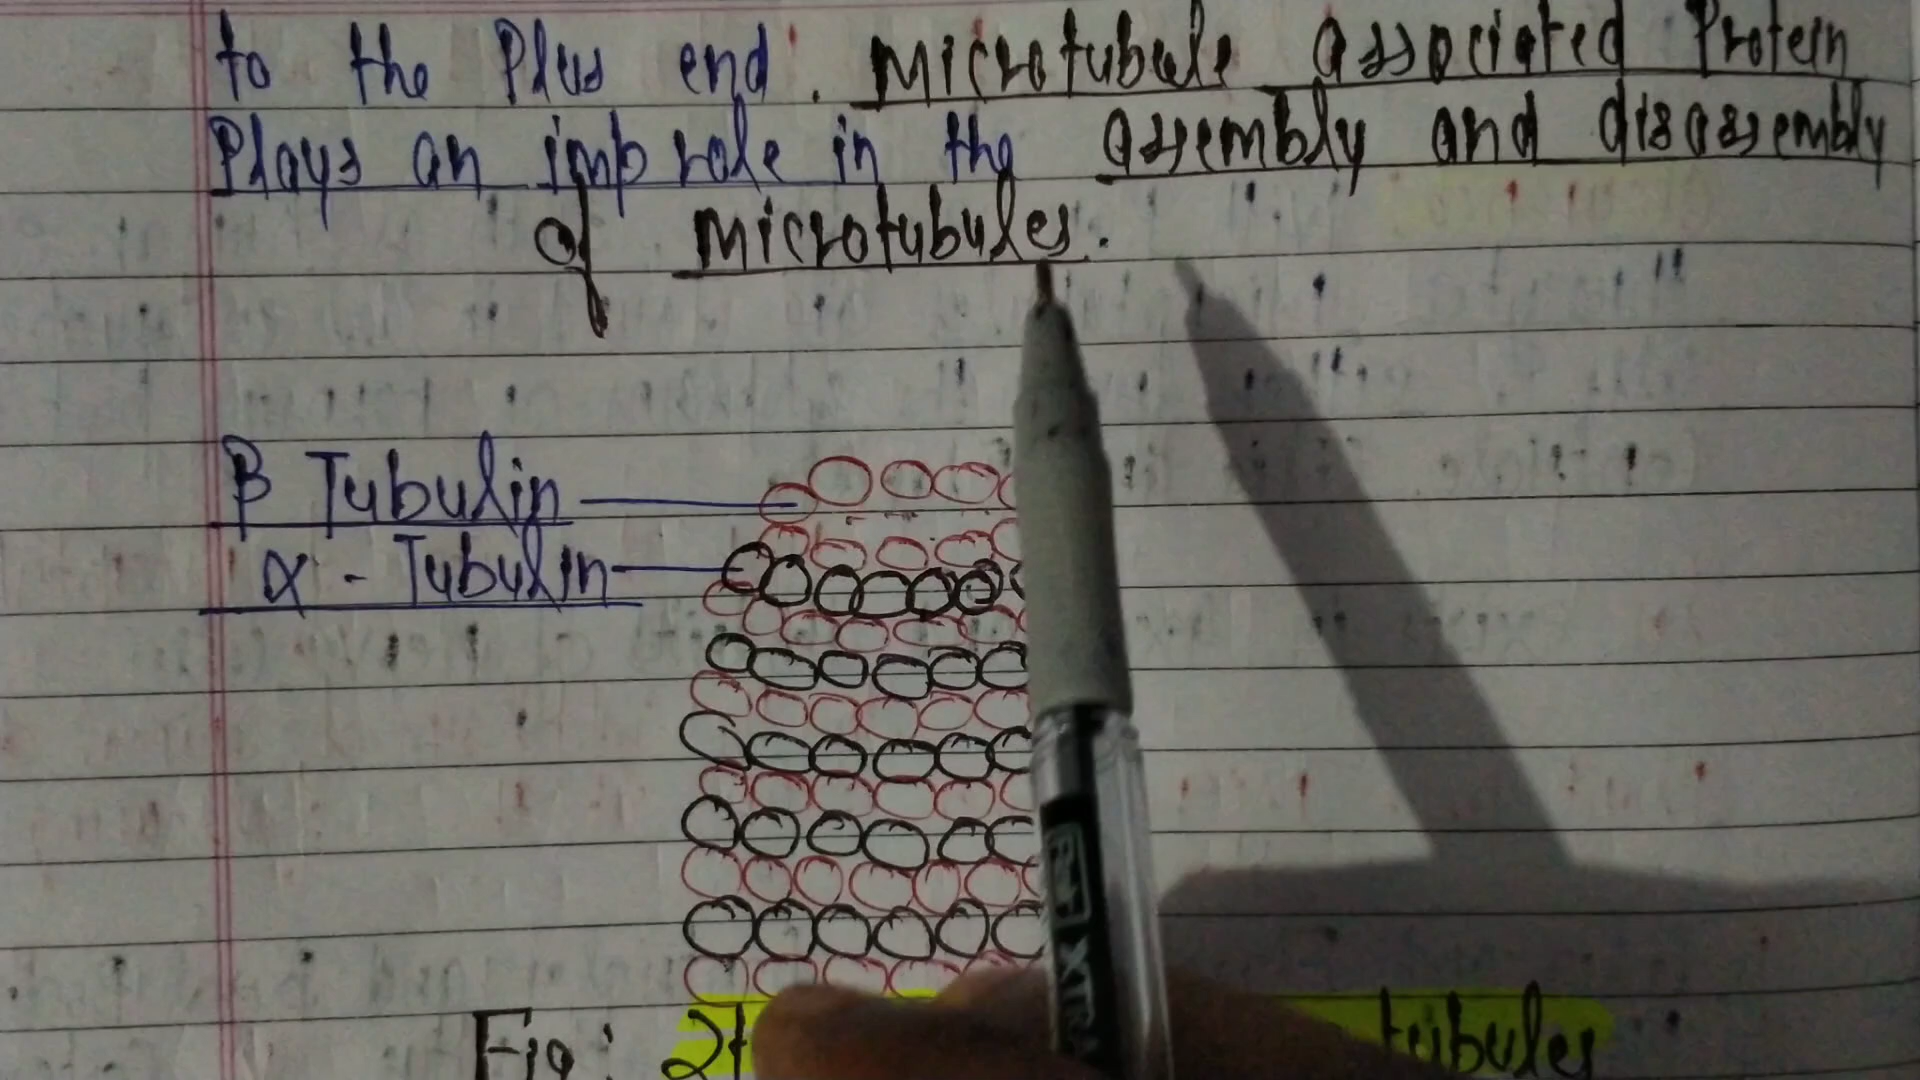 to the Plus end. Microtubule associated Protein
Plays an imp role in the assembly and disassembly
of microtubules.
β Tubulin
α - Tubulin
Fig:
tubules
XTRA